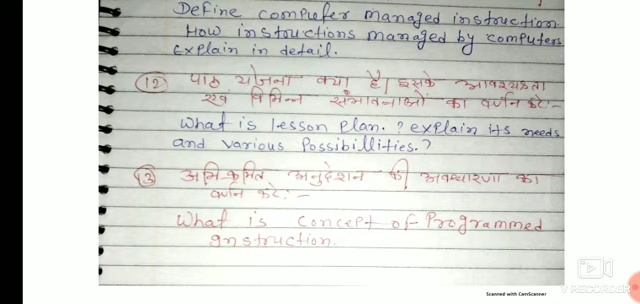 Define computer managed instruction.
How instructions managed by computers
explain in detail.
(12) पाठ योजना क्या है। इसके आवश्यकता
एवं विभिन्न संभावनाओं का वर्णन करे :-
What is lesson plan. ? explain its needs
and various Possibillities. ?
(13) अभिक्रमित अनुदेशन की अवधारणा का
वर्णन करे :-
What is concept of Programmed
Instruction.
V RECORDER
Scanned with CamScanner